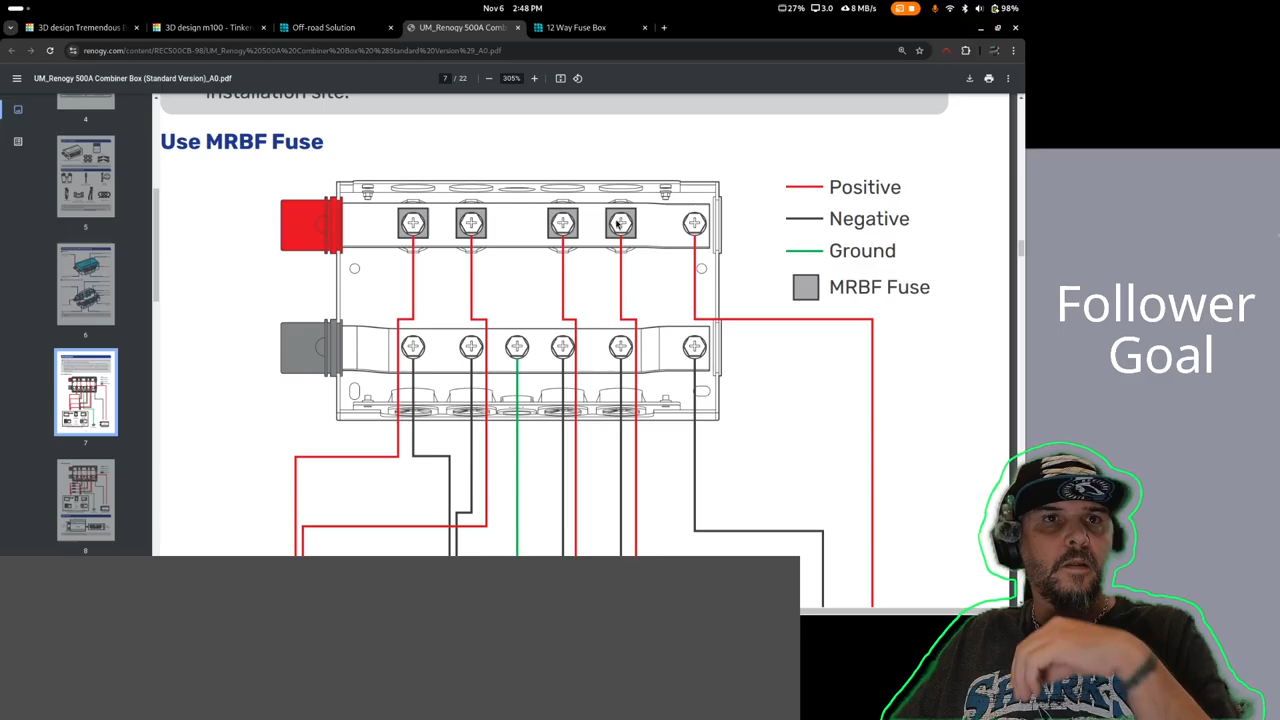 Nov 6 2:48 PM
27% 3.0 8 MB/s 98%
3D design Tremendous B
3D design m100 - Tinker
Off-road Solution
UM_Renogy 500A Comb
12 Way Fuse Box
renogy.com/content/REC500CB-98/UM_Renogy%20500A%20Combiner%20Box%20%28Standard%20Version%29_A0.pdf
UM_Renogy 500A Combiner Box (Standard Version)_A0.pdf
7 / 22
305%
4
5
6
7
8
installation site.
Use MRBF Fuse
Positive
Negative
Ground
MRBF Fuse
Follower
Goal
SHARKS